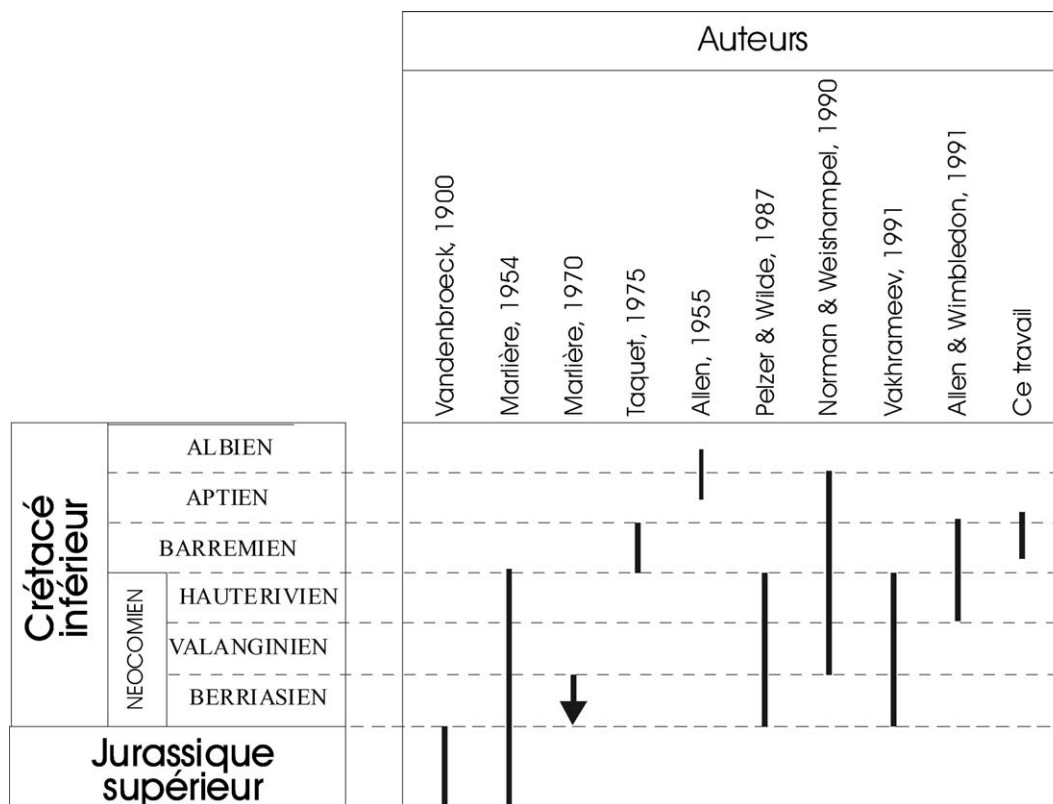 Auteurs
Vandenbroeck, 1900
Marlière, 1954
Marlière, 1970
Taquet, 1975
Allen, 1955
Pelzer & Wilde, 1987
Norman & Weishampel, 1990
Vakhrameev, 1991
Allen & Wimbledon, 1991
Ce travail
Crétacé
inférieur
NEOCOMIEN
ALBIEN
APTIEN
BARREMIEN
HAUTERIVIEN
VALANGINIEN
BERRIASIEN
Jurassique
supérieur